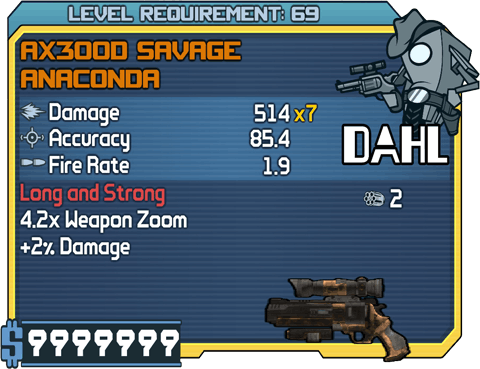 LEVEL REQUIREMENT: 69
AX300D SAVAGE
ANACONDA
Damage 514 x7
Accuracy 85.4
DAHL
Fire Rate 1.9
Long and Strong 2
4.2x Weapon Zoom
+2% Damage
$ 9999999